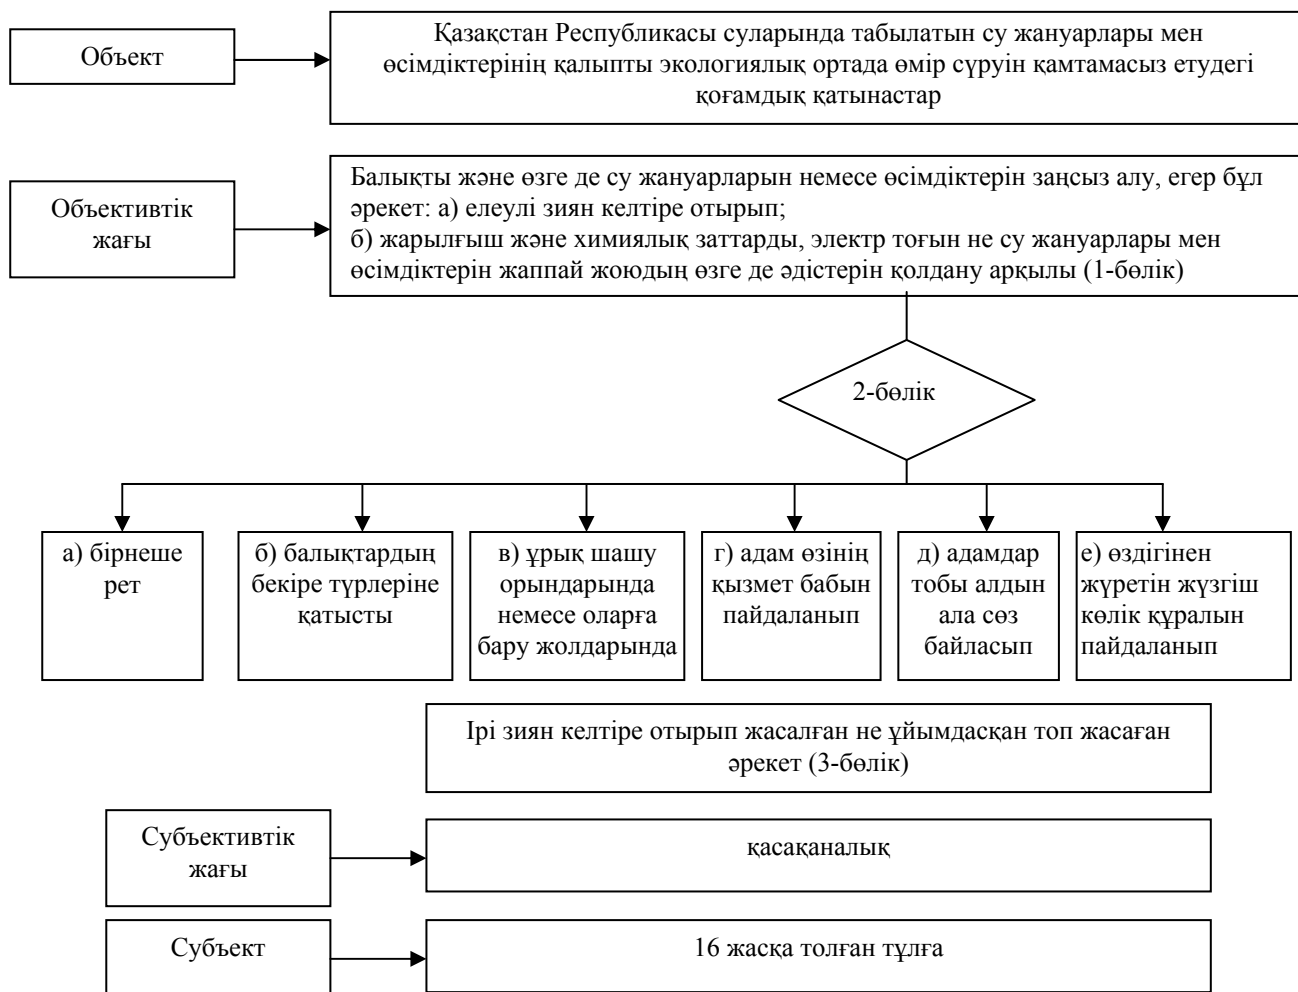 Объект
Қазақстан Республикасы суларында табылатын су жануарлары мен
өсімдіктерінің қалыпты экологиялық ортада өмір сүруін қамтамасыз етудегі
қоғамдық қатынастар
Объективтік
жағы
Балықты және өзге де су жануарларын немесе өсімдіктерін заңсыз алу, егер бұл
әрекет: а) елеулі зиян келтіре отырып;
б) жарылғыш және химиялық заттарды, электр тоғын не су жануарлары мен
өсімдіктерін жаппай жоюдың өзге де әдістерін қолдану арқылы (1-бөлік)
2-бөлік
а) бірнеше
рет
б) балықтардың
бекіре түрлеріне
қатысты
в) ұрық шашу
орындарында
немесе оларға
бару жолдарында
г) адам өзінің
қызмет бабын
пайдаланып
д) адамдар
тобы алдын
ала сөз
байласып
е) өздігінен
жүретін жүзгіш
көлік құралын
пайдаланып
Ірі зиян келтіре отырып жасалған не ұйымдасқан топ жасаған
әрекет (3-бөлік)
Субъективтік
жағы
қасақаналық
Субъект
16 жасқа толған тұлға